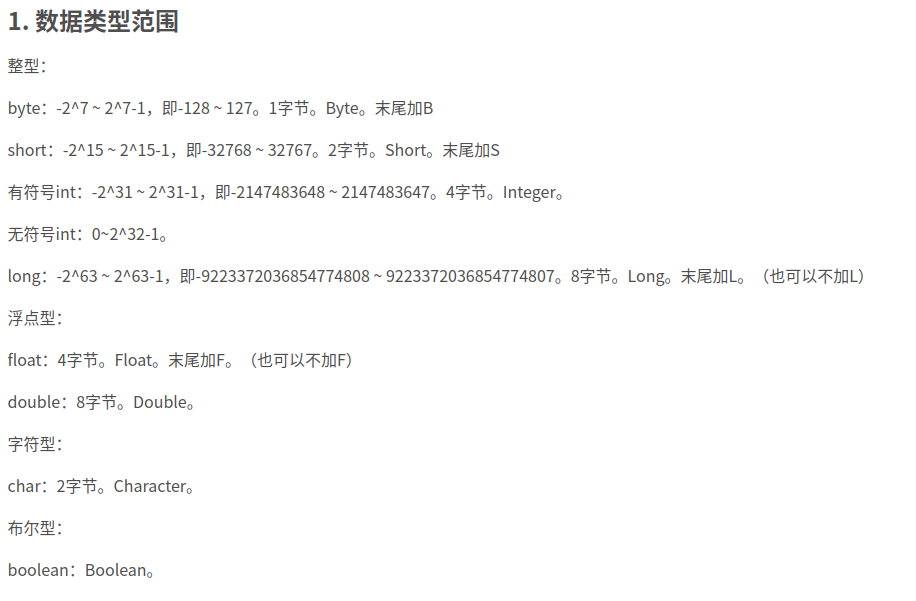 1. 数据类型范围
整型：
byte：-2^7 ~ 2^7-1，即-128 ~ 127。1字节。Byte。末尾加B
short：-2^15 ~ 2^15-1，即-32768 ~ 32767。2字节。Short。末尾加S
有符号int：-2^31 ~ 2^31-1，即-2147483648 ~ 2147483647。4字节。Integer。
无符号int：0~2^32-1。
long：-2^63 ~ 2^63-1，即-9223372036854774808 ~ 9223372036854774807。8字节。Long。末尾加L。（也可以不加L）
浮点型：
float：4字节。Float。末尾加F。（也可以不加F）
double：8字节。Double。
字符型：
char：2字节。Character。
布尔型：
boolean：Boolean。